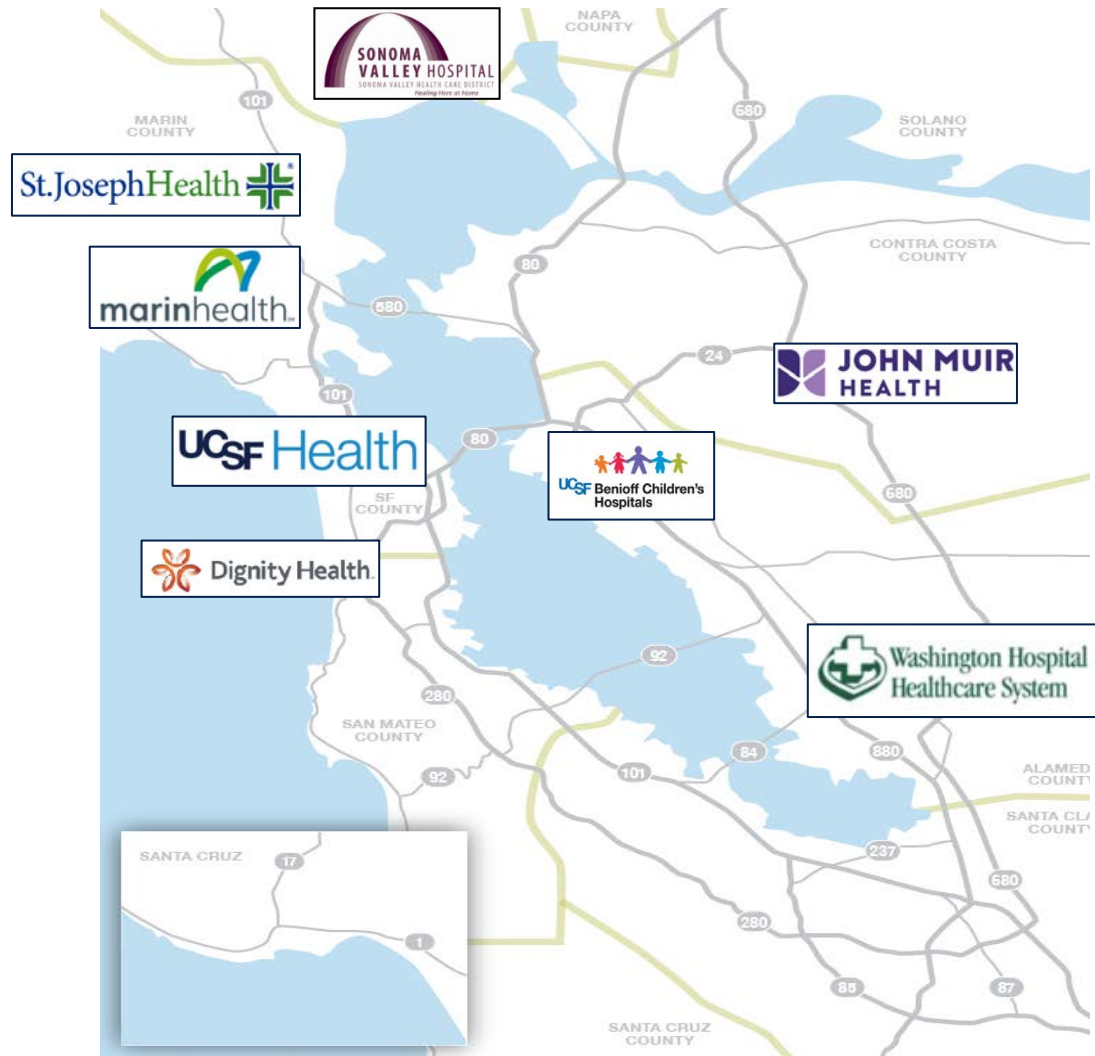 NAPA
COUNTY
SONOMA
VALLEY HOSPITAL
SONOMA VALLEY HEALTH CARE DISTRICT
Healing Here at Home
101
680
MARIN
COUNTY
SOLANO
COUNTY
St.JosephHealth
CONTRA COSTA
COUNTY
80
marinhealth
580
24
JOHN MUIR
HEALTH
101
80
UCSF Health
UCSF Benioff Children's
Hospitals
SF
COUNTY
680
Dignity Health
92
Washington Hospital
Healthcare System
280
SAN MATEO
COUNTY
84
880
92
101
ALAMED
COUNTY
SANTA CLA
COUNTY
SANTA CRUZ
17
237
680
280
1
85
87
SANTA CRUZ
COUNTY